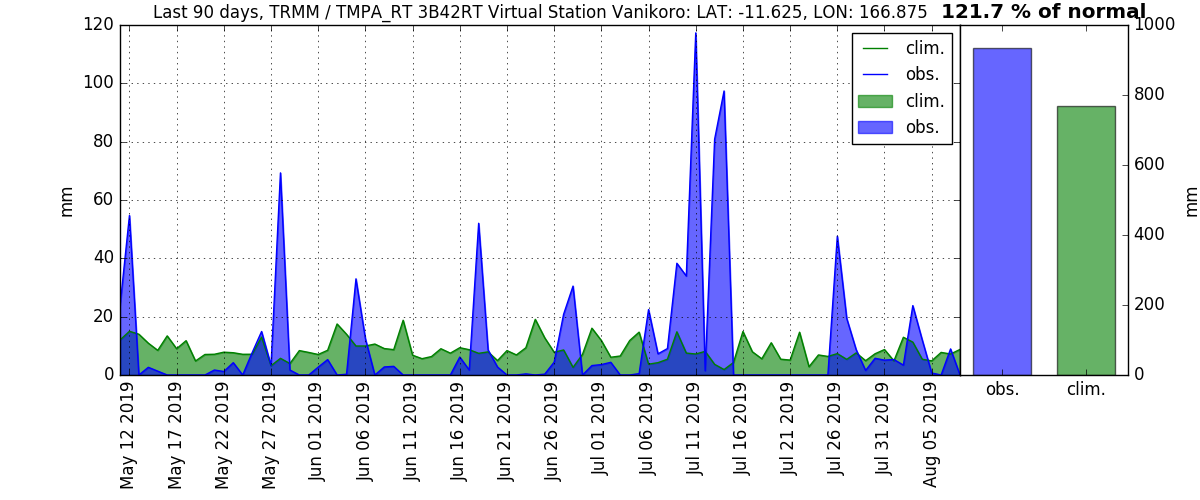 Last 90 days, TRMM / TMPA_RT 3B42RT Virtual Station Vanikoro: LAT: -11.625, LON: 166.875 121.7 % of normal
120
100
80
60
40
20
0
mm
clim.
obs.
clim.
obs.
May 12 2019
May 17 2019
May 22 2019
May 27 2019
Jun 01 2019
Jun 06 2019
Jun 11 2019
Jun 16 2019
Jun 21 2019
Jun 26 2019
Jul 01 2019
Jul 06 2019
Jul 11 2019
Jul 16 2019
Jul 21 2019
Jul 26 2019
Jul 31 2019
Aug 05 2019
1000
800
600
400
200
0
mm
obs.
clim.